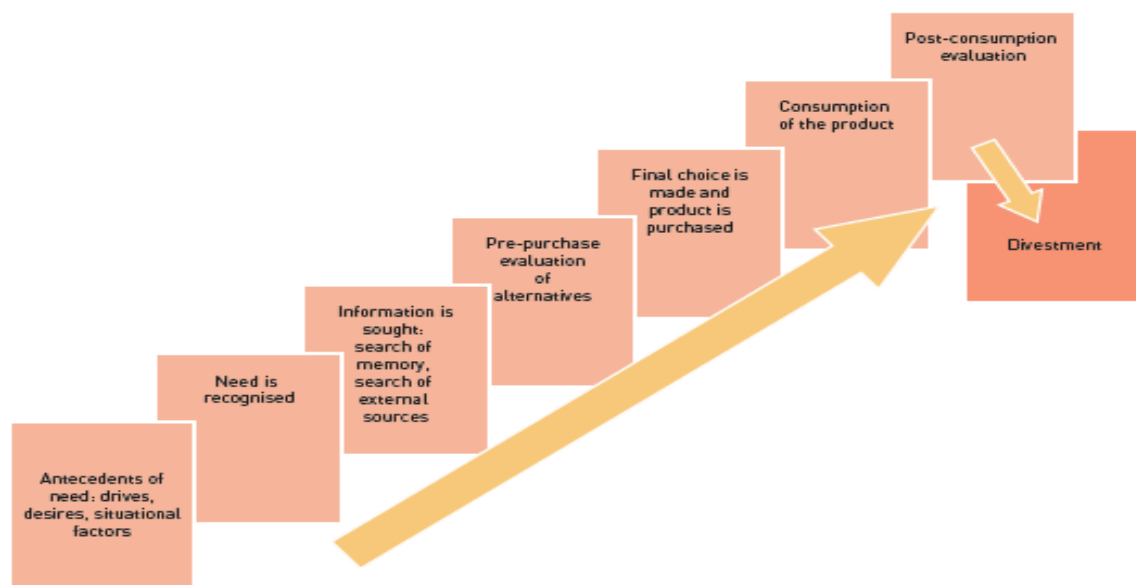 Antecedents of
need: drives,
desires, situational
factors
Need is
recognised
Information is
sought:
search of
memory,
search of
external
sources
Pre-purchase
evaluation
of
alternatives
Final choice is
made and
product is
purchased
Consumption
of the product
Post-consumption
evaluation
Divestment